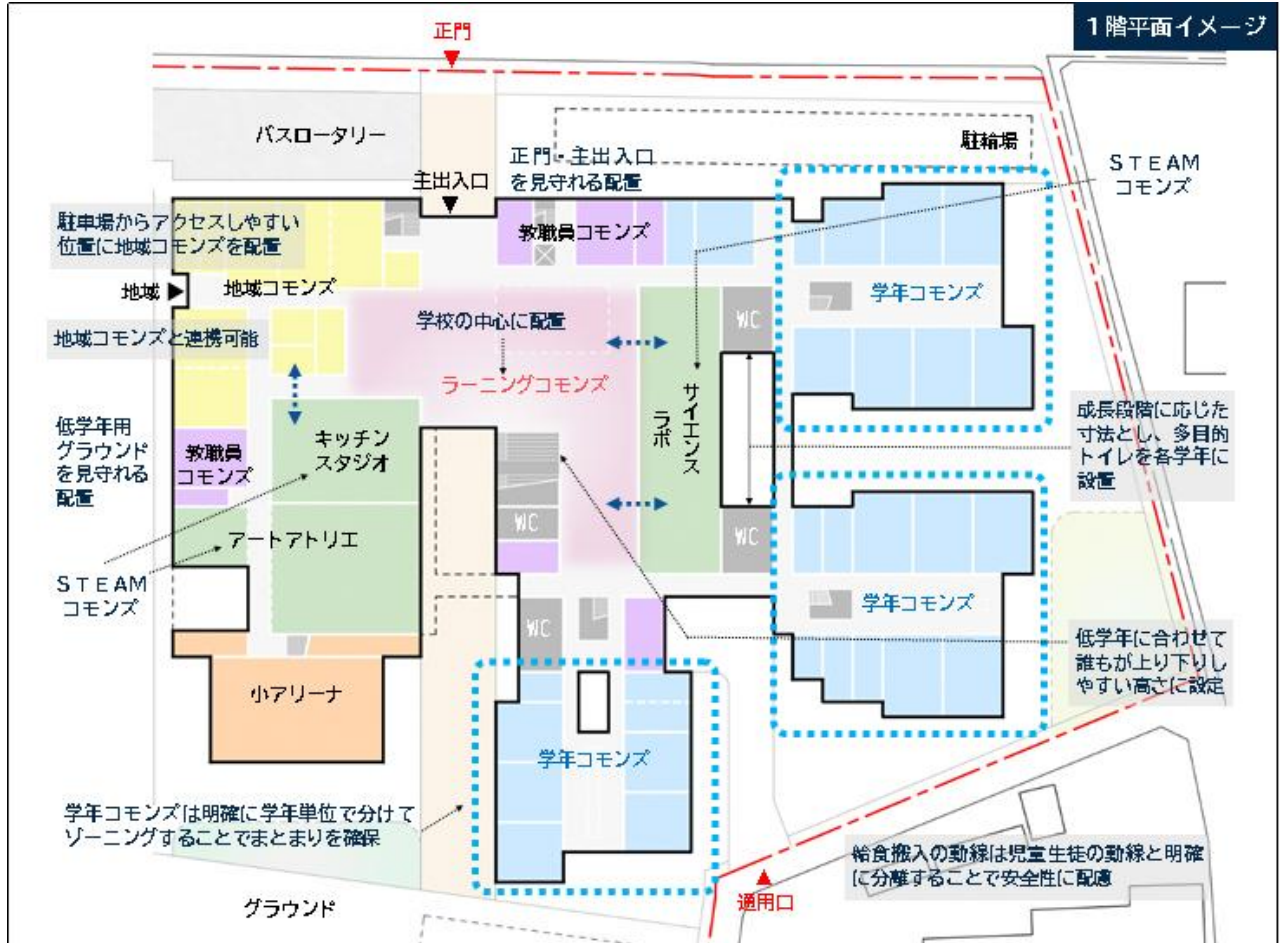 1階平面イメージ
正門
バスロータリー
駐輪場
正門・主出入口
を見守れる配置
主出入口
STEAM
コモンズ
駐車場からアクセスしやすい
位置に地域コモンズを配置
教職員コモンズ
地域
地域コモンズ
学年コモンズ
学校の中心に配置
WC
地域コモンズと連携可能
ラーニングコモンズ
サイエンス
ラボ
成長段階に応じた
寸法とし、多目的
トイレを各学年に
設置
低学年用
グラウンド
を見守れる
配置
教職員
コモンズ
キッチン
スタジオ
WC
WC
アートアトリエ
STEAM
コモンズ
学年コモンズ
WC
低学年に合わせて
誰もが上り下りし
やすい高さに設定
小アリーナ
学年コモンズ
学年コモンズは明確に学年単位で分けて
ゾーニングすることでまとまりを確保
給食搬入の動線は児童生徒の動線と明確
に分離することで安全性に配慮
通用口
グラウンド